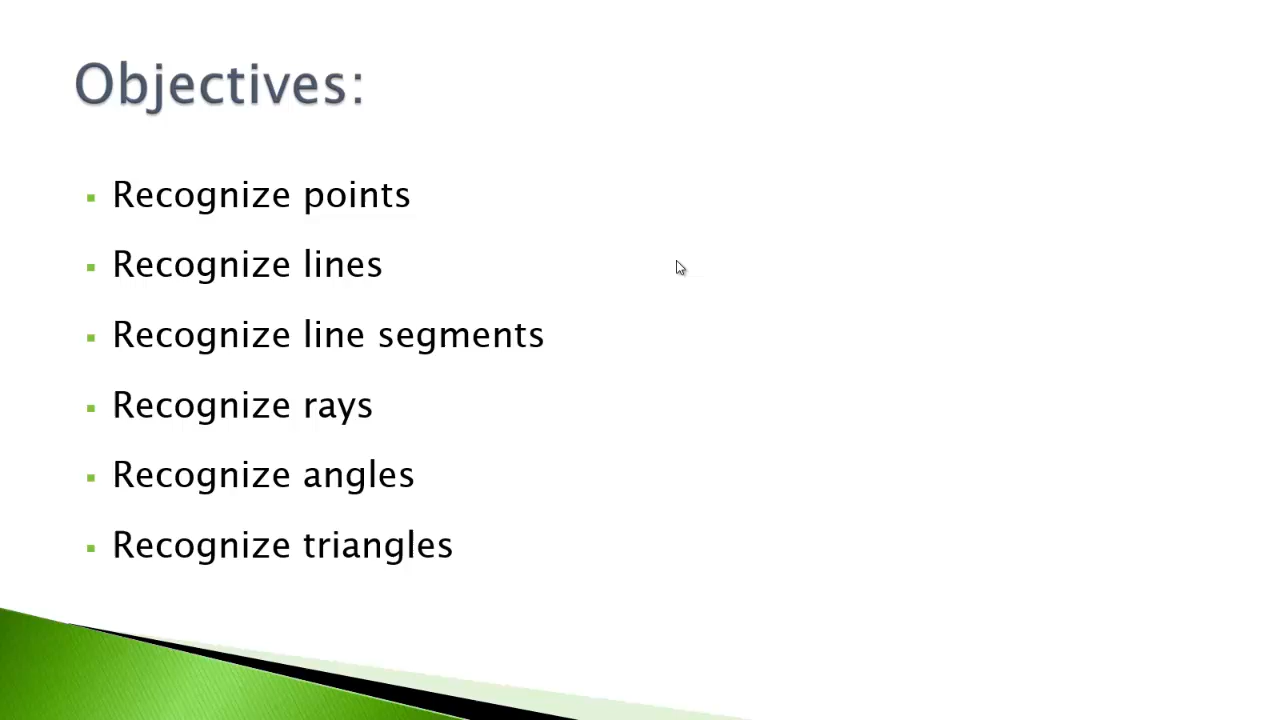 Objectives:
▪ Recognize points
▪ Recognize lines
▪ Recognize line segments
▪ Recognize rays
▪ Recognize angles
▪ Recognize triangles